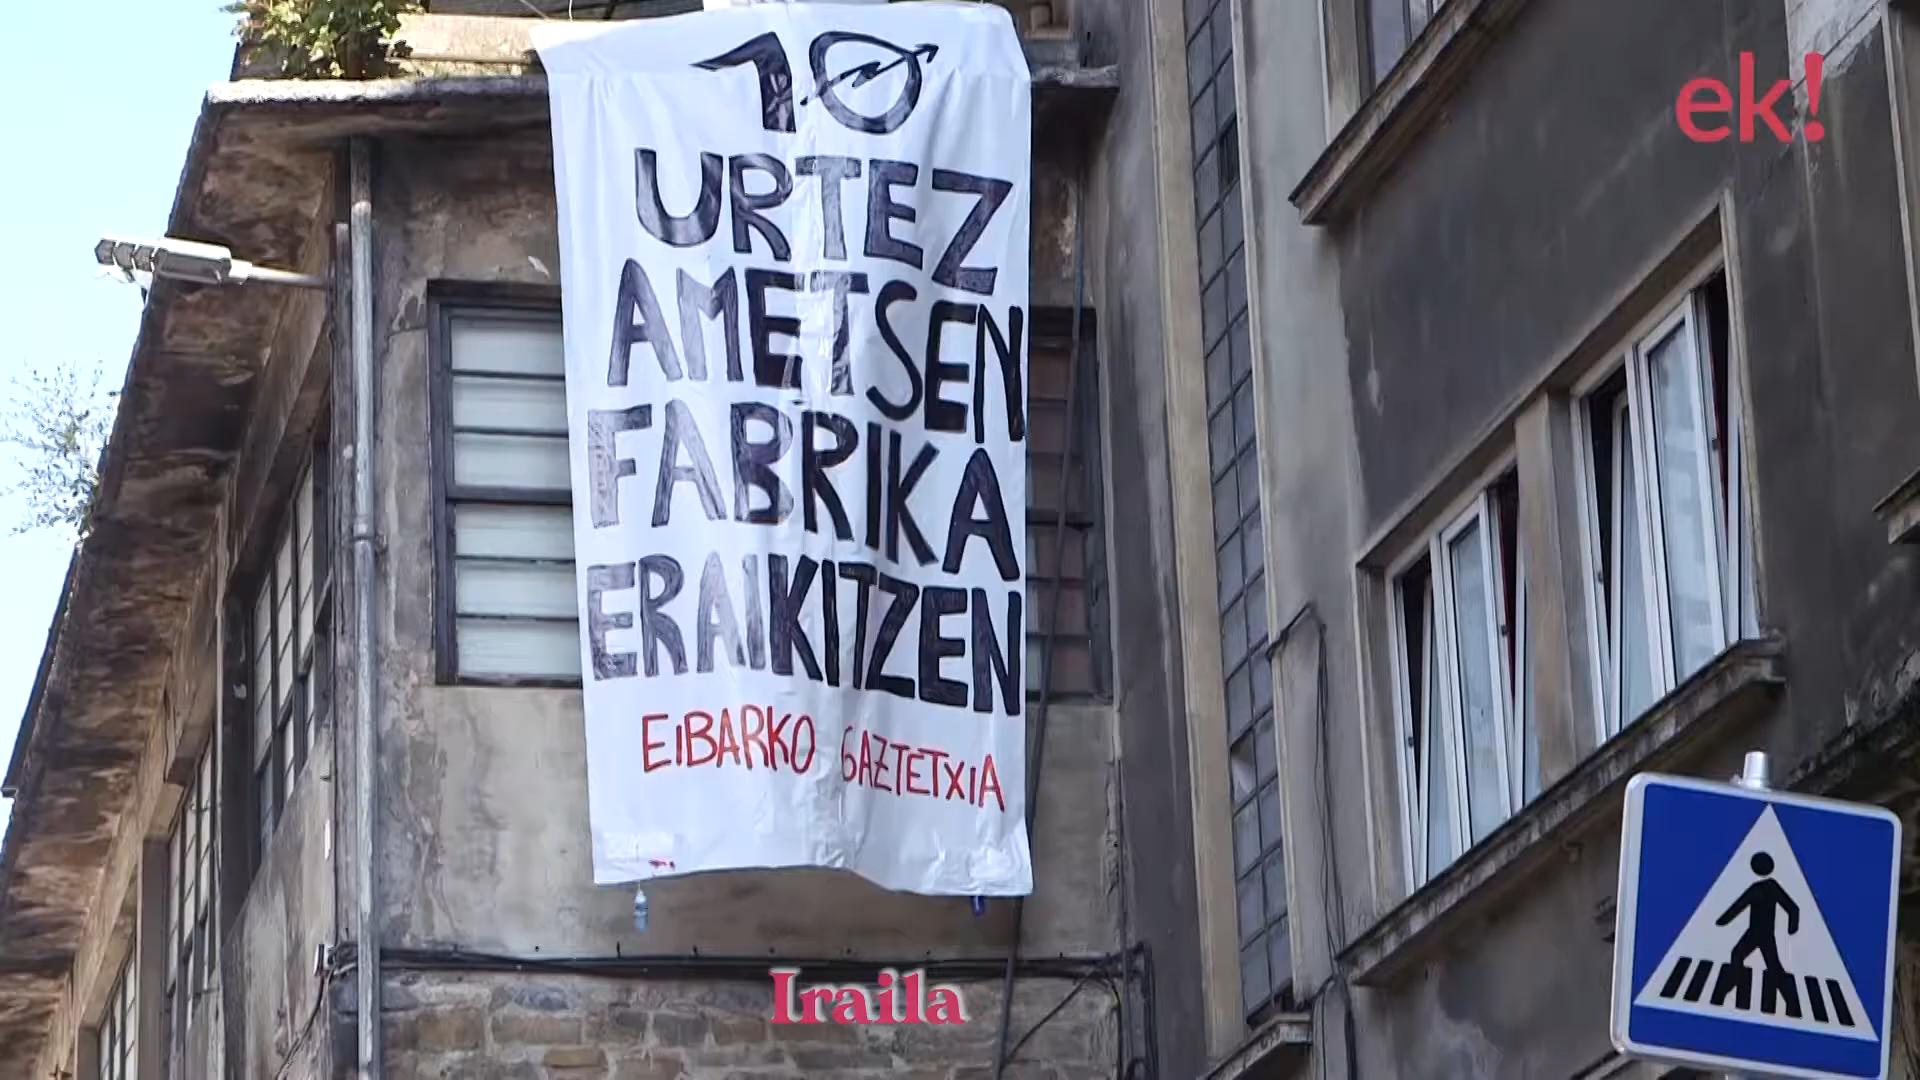 ek!
10
URTEZ
AMETSEN
FABRIKA
ERAIKITZEN
EIBARKO GAZTETXIA
Iraila